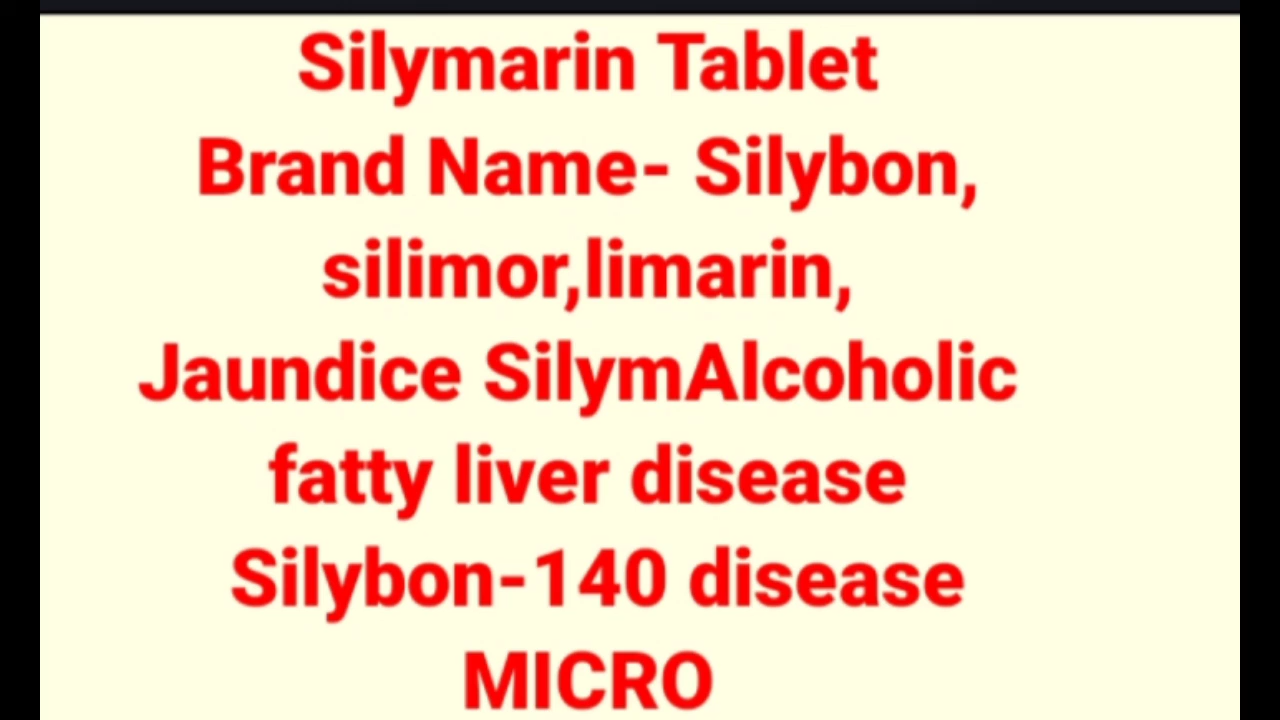 Silymarin Tablet
Brand Name- Silybon,
silimor,limarin,
Jaundice SilymAlcoholic
fatty liver disease
Silybon-140 disease
MICRO